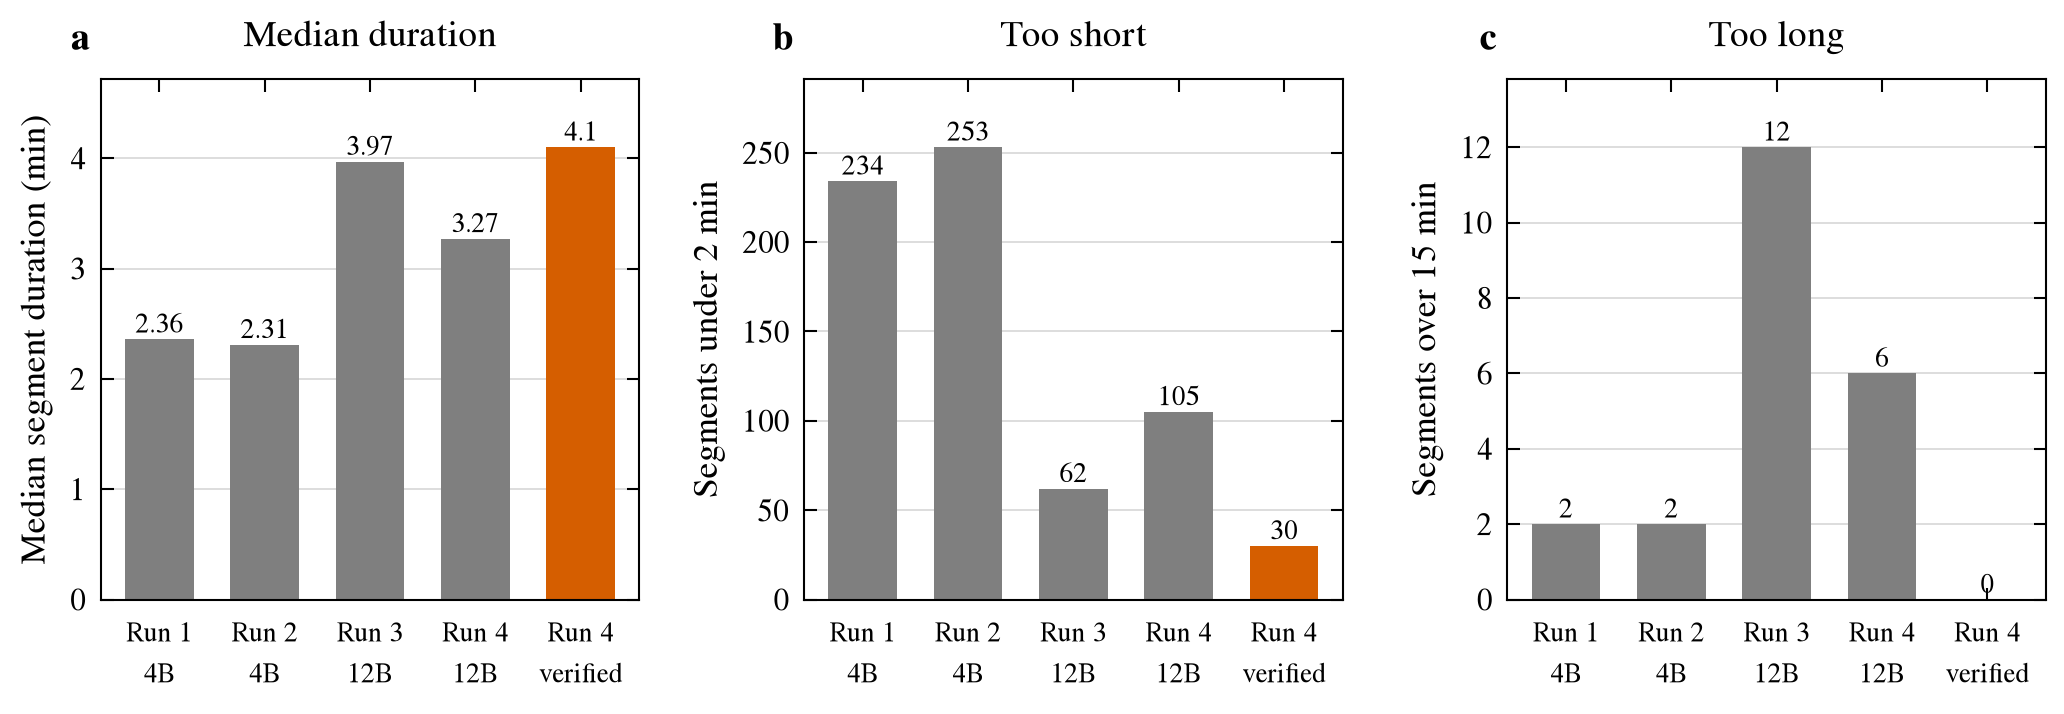 a
Median duration
Median segment duration (min)
4
3
2
1
0
2.36
2.31
3.97
3.27
4.1
Run 1
4B
Run 2
4B
Run 3
12B
Run 4
12B
Run 4
verified
b
Too short
Segments under 2 min
250
200
150
100
50
0
234
253
62
105
30
Run 1
4B
Run 2
4B
Run 3
12B
Run 4
12B
Run 4
verified
c
Too long
Segments over 15 min
12
10
8
6
4
2
0
2
2
12
6
0
Run 1
4B
Run 2
4B
Run 3
12B
Run 4
12B
Run 4
verified